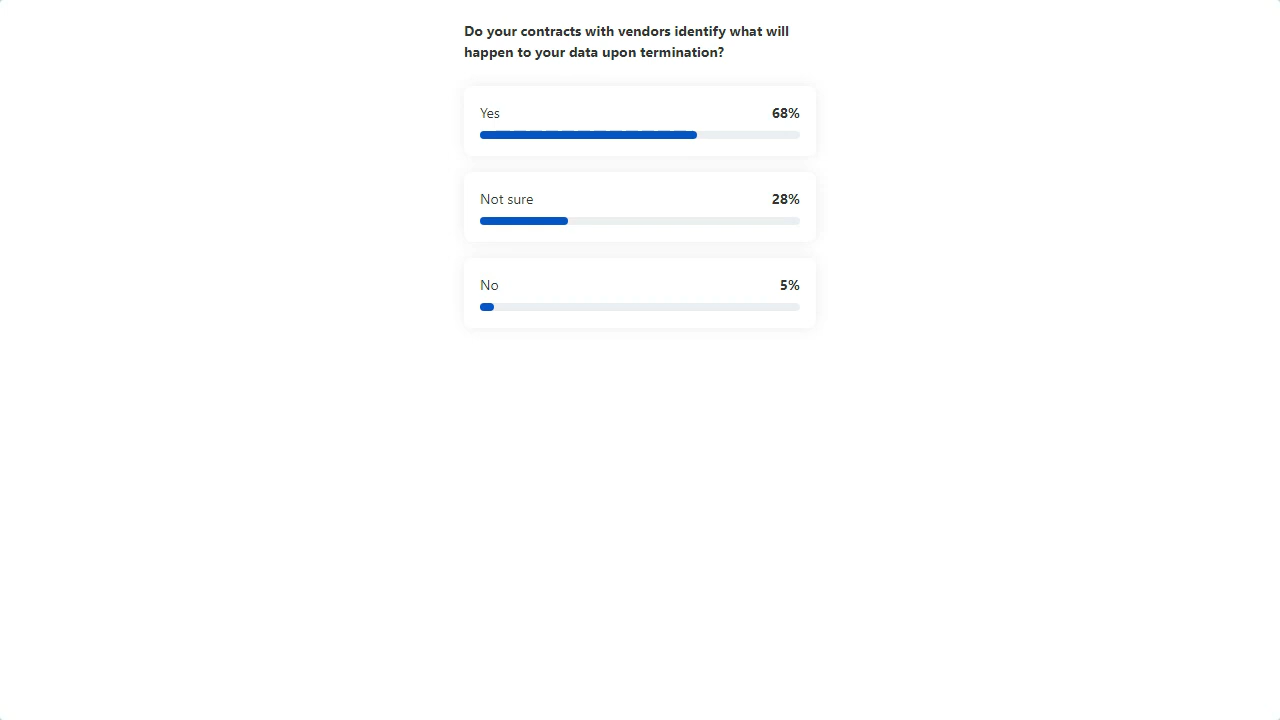 Do your contracts with vendors identify what will
happen to your data upon termination?
Yes 68%
Not sure 28%
No 5%